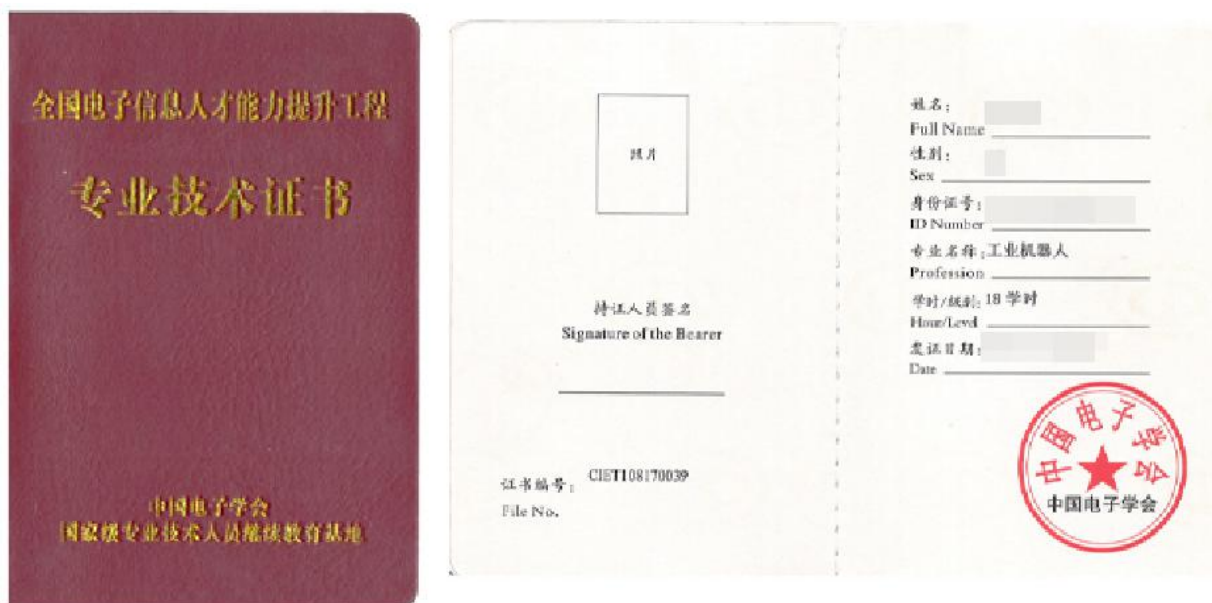 全国电子信息人才能力提升工程
专业技术证书
中国电子学会
国家级专业技术人员继续教育基地
照片
持证人员签名
Signature of the Bearer
证书编号： CIET108170039
File No.
姓名：
Full Name
性别：
Sex
身份证号：
ID Number
专业名称：工业机器人
Profession
学时/级别：18 学时
Hour/Level
发证日期：
Date
中国电子学会
中国电子学会